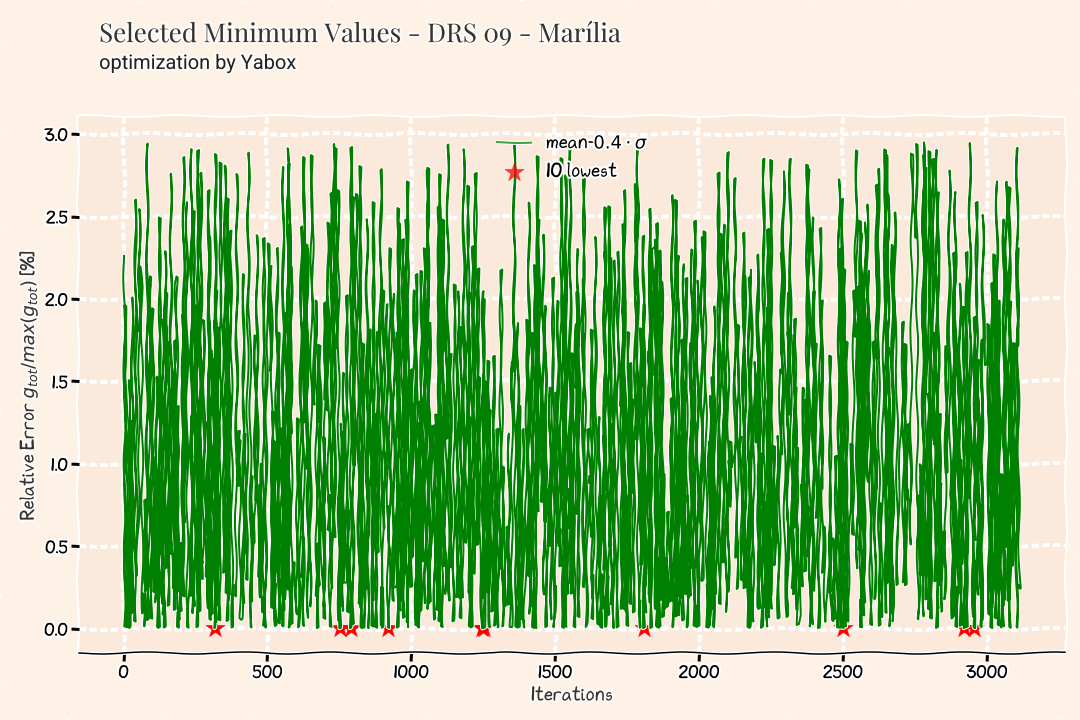 Selected Minimum Values - DRS 09 - Marília
optimization by Yabox
mean-0.4 · σ
10 lowest
Relative Error g_tot/max(g_tot) [%]
3.0
2.5
2.0
1.5
1.0
0.5
0.0
0 500 1000 1500 2000 2500 3000
Iterations